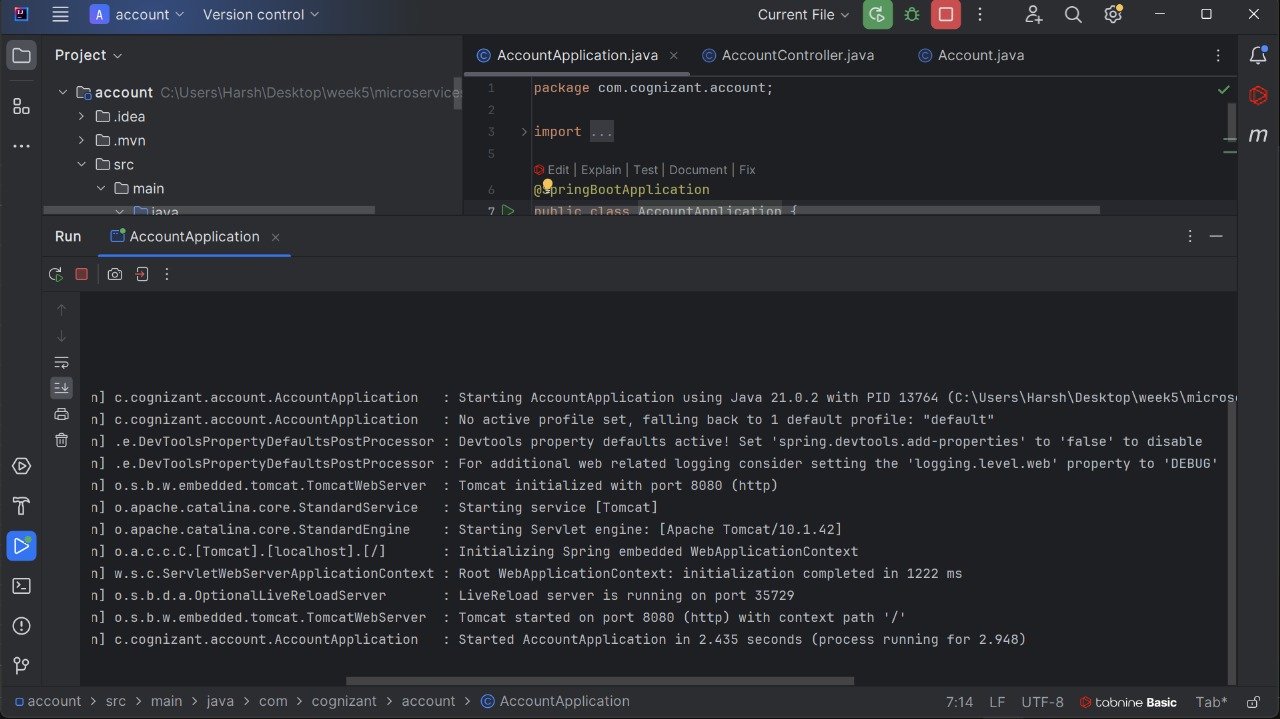 A account Version control Current File
Project
AccountApplication.java AccountController.java Account.java
account C:\Users\Harsh\Desktop\week5\microservice
.idea
.mvn
src
main
java
1 package com.cognizant.account;
2
3 import ...
5
Edit | Explain | Test | Document | Fix
6 @SpringBootApplication
7 public class AccountApplication {
m
Run AccountApplication
n] c.cognizant.account.AccountApplication : Starting AccountApplication using Java 21.0.2 with PID 13764 (C:\Users\Harsh\Desktop\week5\micros
n] c.cognizant.account.AccountApplication : No active profile set, falling back to 1 default profile: "default"
n] .e.DevToolsPropertyDefaultsPostProcessor : Devtools property defaults active! Set 'spring.devtools.add-properties' to 'false' to disable
n] .e.DevToolsPropertyDefaultsPostProcessor : For additional web related logging consider setting the 'logging.level.web' property to 'DEBUG'
n] o.s.b.w.embedded.tomcat.TomcatWebServer : Tomcat initialized with port 8080 (http)
n] o.apache.catalina.core.StandardService : Starting service [Tomcat]
n] o.apache.catalina.core.StandardEngine : Starting Servlet engine: [Apache Tomcat/10.1.42]
n] o.a.c.c.C.[Tomcat].[localhost].[/] : Initializing Spring embedded WebApplicationContext
n] w.s.c.ServletWebServerApplicationContext : Root WebApplicationContext: initialization completed in 1222 ms
n] o.s.b.d.a.OptionalLiveReloadServer : LiveReload server is running on port 35729
n] o.s.b.w.embedded.tomcat.TomcatWebServer : Tomcat started on port 8080 (http) with context path '/'
n] c.cognizant.account.AccountApplication : Started AccountApplication in 2.435 seconds (process running for 2.948)
account > src > main > java > com > cognizant > account > AccountApplication 7:14 LF UTF-8 tabnine Basic Tab*